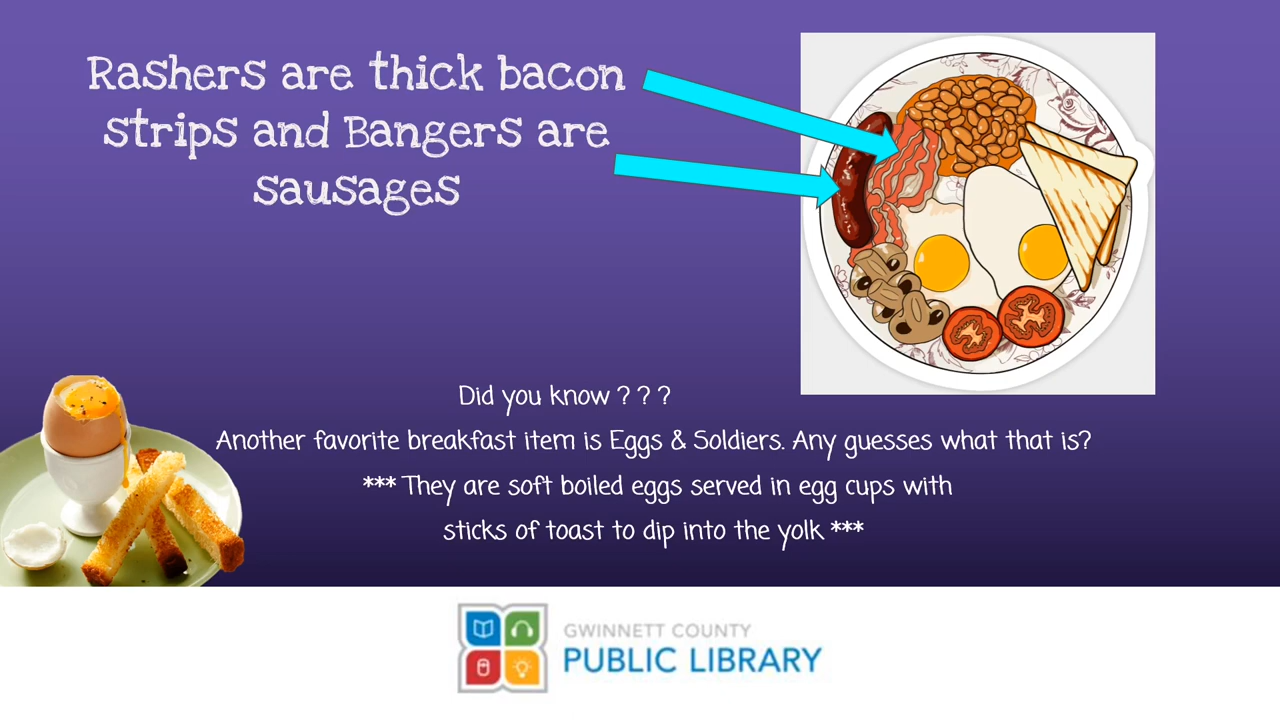 Rashers are thick bacon
strips and Bangers are
sausages
Did you know ? ? ?
Another favorite breakfast item is Eggs & Soldiers. Any guesses what that is?
*** They are soft boiled eggs served in egg cups with
sticks of toast to dip into the yolk ***
GWINNETT COUNTY
PUBLIC LIBRARY